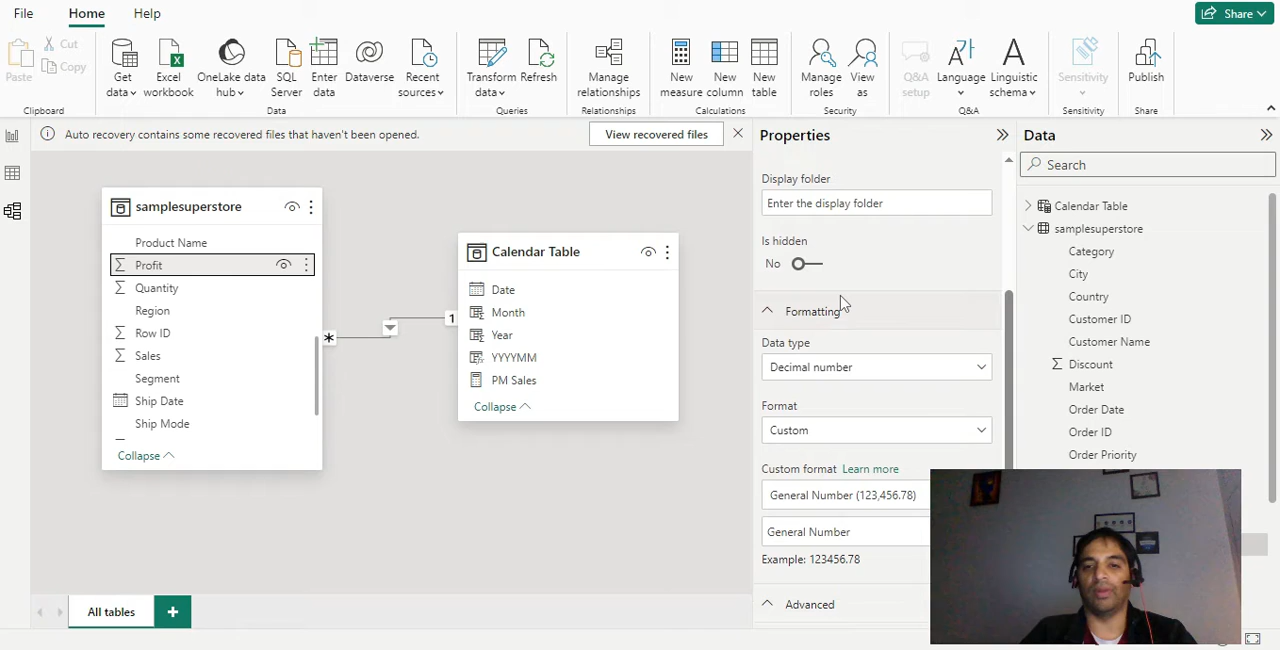 File Home Help Share
Paste Cut Copy
Get data Excel workbook OneLake data hub SQL Server Enter data Dataverse Recent sources Transform data Refresh Manage relationships New measure New column New table Manage roles View as Q&A setup Language Linguistic schema Sensitivity Publish
Clipboard Data Queries Relationships Calculations Security Q&A Sensitivity Share
Auto recovery contains some recovered files that haven't been opened. View recovered files
samplesuperstore
Product Name
Profit
Quantity
Region
Row ID
Sales
Segment
Ship Date
Ship Mode
Collapse
*
1
Calendar Table
Date
Month
Year
YYYYMM
PM Sales
Collapse
All tables +
Properties
Display folder
Enter the display folder
Is hidden
No
Formatting
Data type
Decimal number
Format
Custom
Custom format Learn more
General Number (123,456.78)
General Number
Example: 123456.78
Advanced
Data
Search
Calendar Table
samplesuperstore
Category
City
Country
Customer ID
Customer Name
Discount
Market
Order Date
Order ID
Order Priority